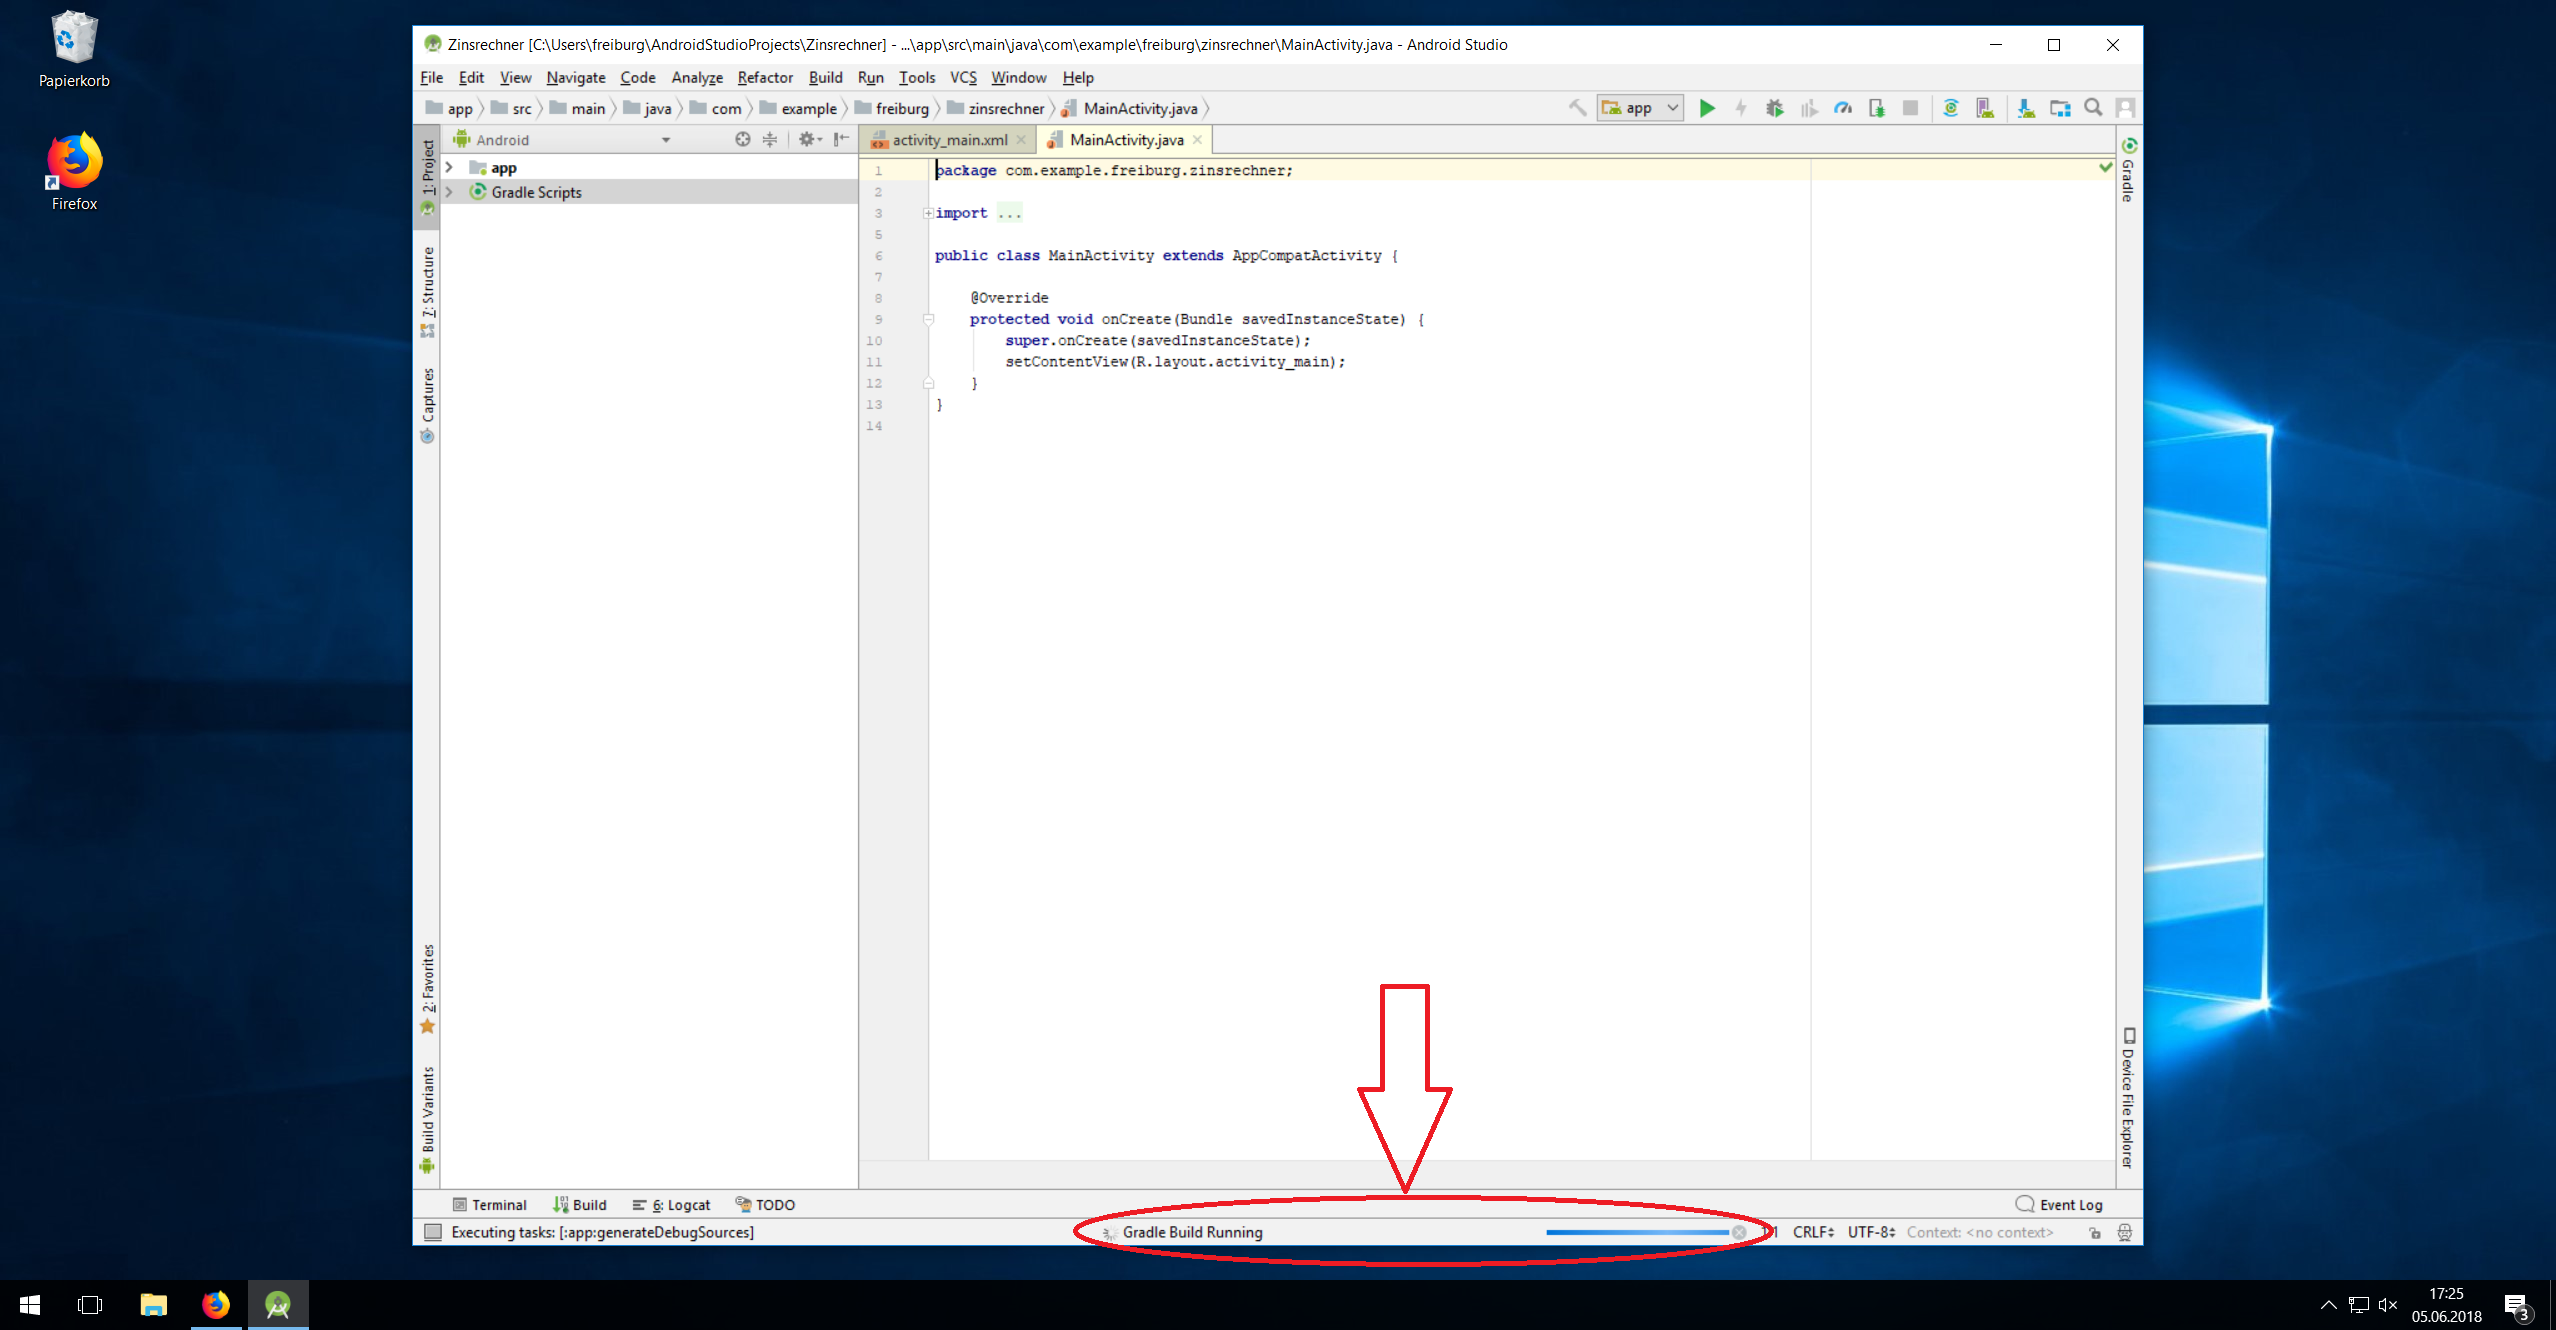 Papierkorb
Firefox
Zinsrechner [C:\Users\freiburg\AndroidStudioProjects\Zinsrechner] - ...\app\src\main\java\com\example\freiburg\zinsrechner\MainActivity.java - Android Studio
File Edit View Navigate Code Analyze Refactor Build Run Tools VCS Window Help
app src main java com example freiburg zinsrechner MainActivity.java app
1: Project
7: Structure
Captures
2: Favorites
Build Variants
Android
app
Gradle Scripts
activity_main.xml MainActivity.java
1 package com.example.freiburg.zinsrechner;
2
3 import ...
5
6 public class MainActivity extends AppCompatActivity {
7
8 @Override
9 protected void onCreate(Bundle savedInstanceState) {
10 super.onCreate(savedInstanceState);
11 setContentView(R.layout.activity_main);
12 }
13 }
14
Gradle
Device File Explorer
Terminal Build 6: Logcat TODO Event Log
Executing tasks: [:app:generateDebugSources] Gradle Build Running CRLF UTF-8 Context: <no context>
17:25
05.06.2018
3